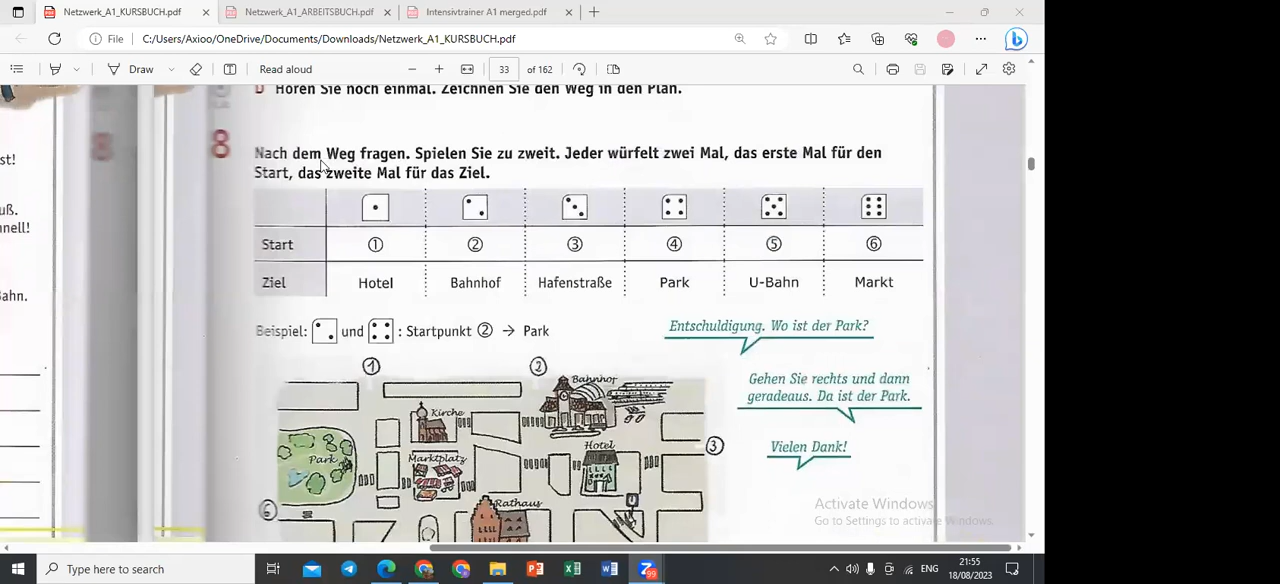 Netzwerk_A1_KURSBUCH.pdf
Netzwerk_A1_ARBEITSBUCH.pdf
Intensivtrainer A1 merged.pdf
File C:/Users/Axioo/OneDrive/Documents/Downloads/Netzwerk_A1_KURSBUCH.pdf
Draw
Read aloud
33 of 162
D Hören Sie noch einmal. Zeichnen Sie den Weg in den Plan.
8
8 Nach dem Weg fragen. Spielen Sie zu zweit. Jeder würfelt zwei Mal, das erste Mal für den
Start, das zweite Mal für das Ziel.
st!
uß.
nell!
Bahn.
Start ① ② ③ ④ ⑤ ⑥
Ziel Hotel Bahnhof Hafenstraße Park U-Bahn Markt
Beispiel: und : Startpunkt ② → Park
Entschuldigung. Wo ist der Park?
Gehen Sie rechts und dann
geradeaus. Da ist der Park.
Vielen Dank!
① ②
Bahnhof
Kirche
Hotel
③
Park
Marktplatz
Rathaus
U
⑥
Activate Windows
Go to Settings to activate Windows.
Type here to search
99
ENG
21:55
18/08/2023